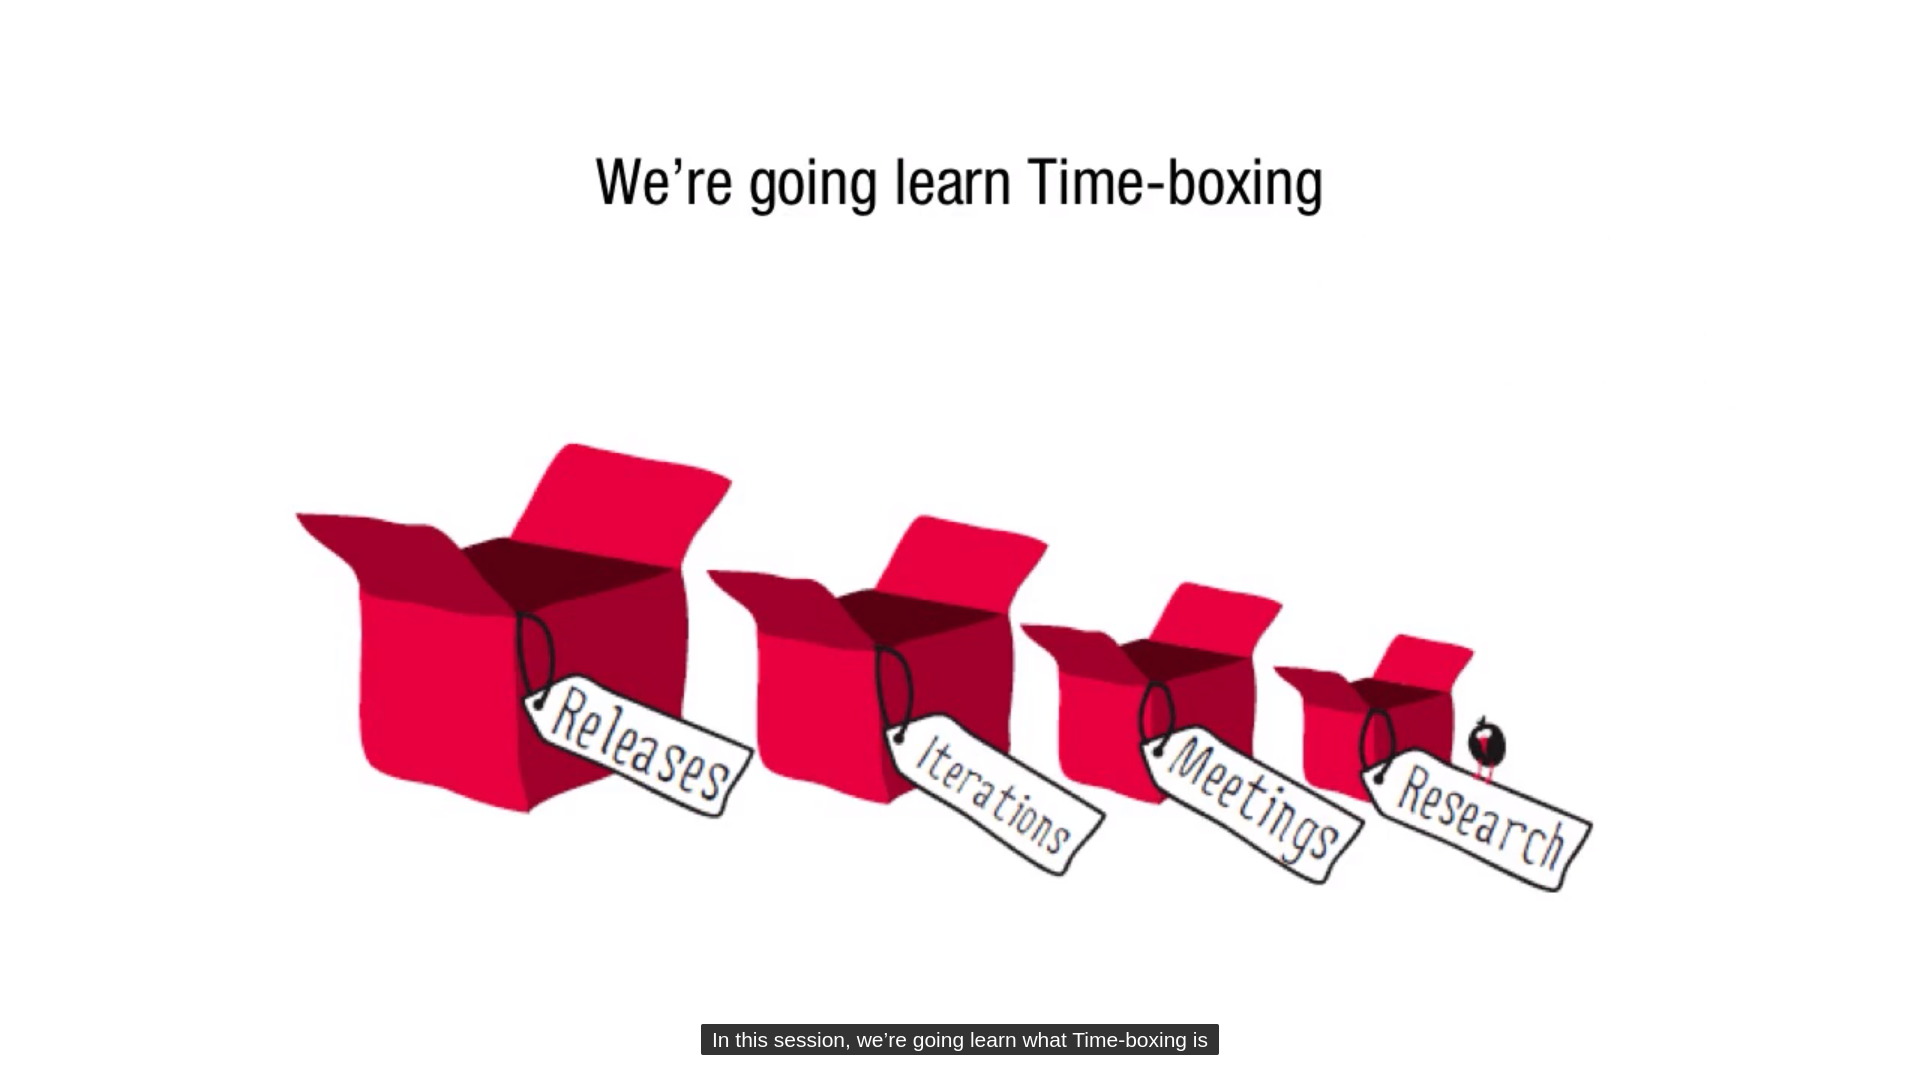 We’re going learn Time-boxing
Releases
Iterations
Meetings
Research
In this session, we’re going learn what Time-boxing is